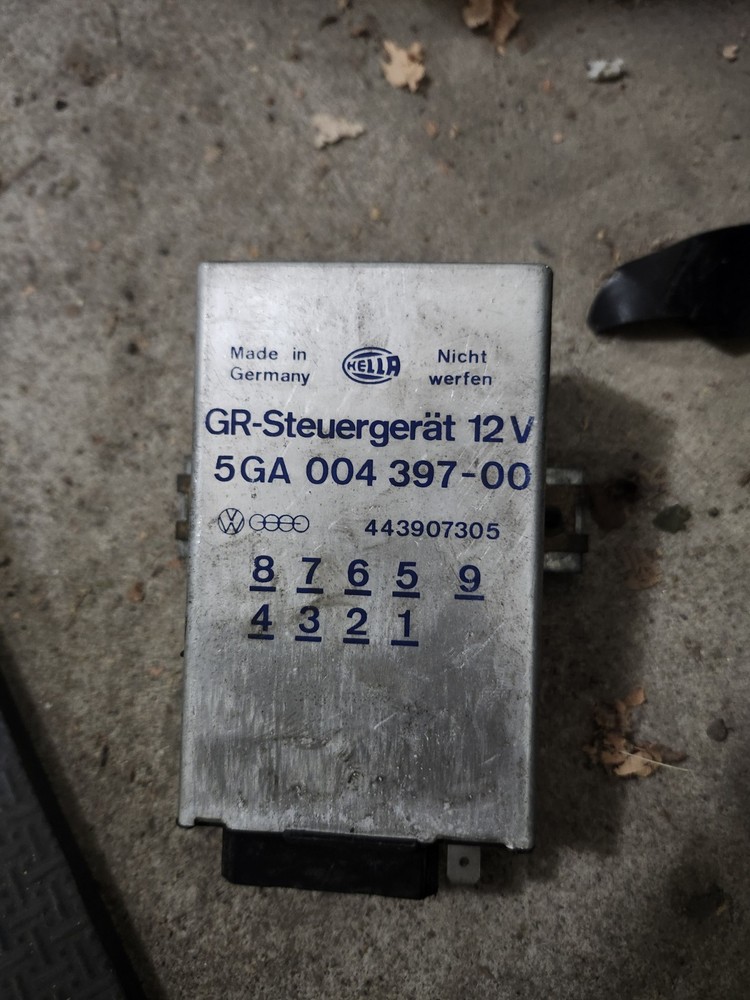 Made in Germany
HELLA
Nicht werfen
GR-Steuergerät 12 V
5GA 004 397-00
VW 443907305
8 7 6 5 9
4 3 2 1